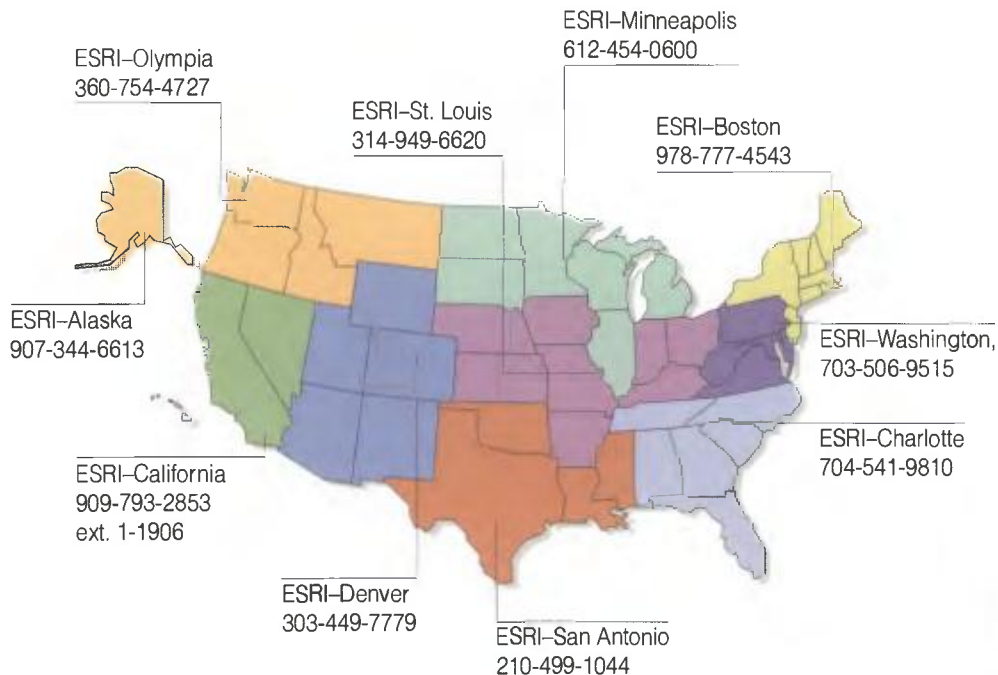 ESRI–Minneapolis
612-454-0600
ESRI–Olympia
360-754-4727
ESRI–St. Louis
314-949-6620
ESRI–Boston
978-777-4543
ESRI–Alaska
907-344-6613
ESRI–Washington,
703-506-9515
ESRI–Charlotte
704-541-9810
ESRI–California
909-793-2853
ext. 1-1906
ESRI–Denver
303-449-7779
ESRI–San Antonio
210-499-1044